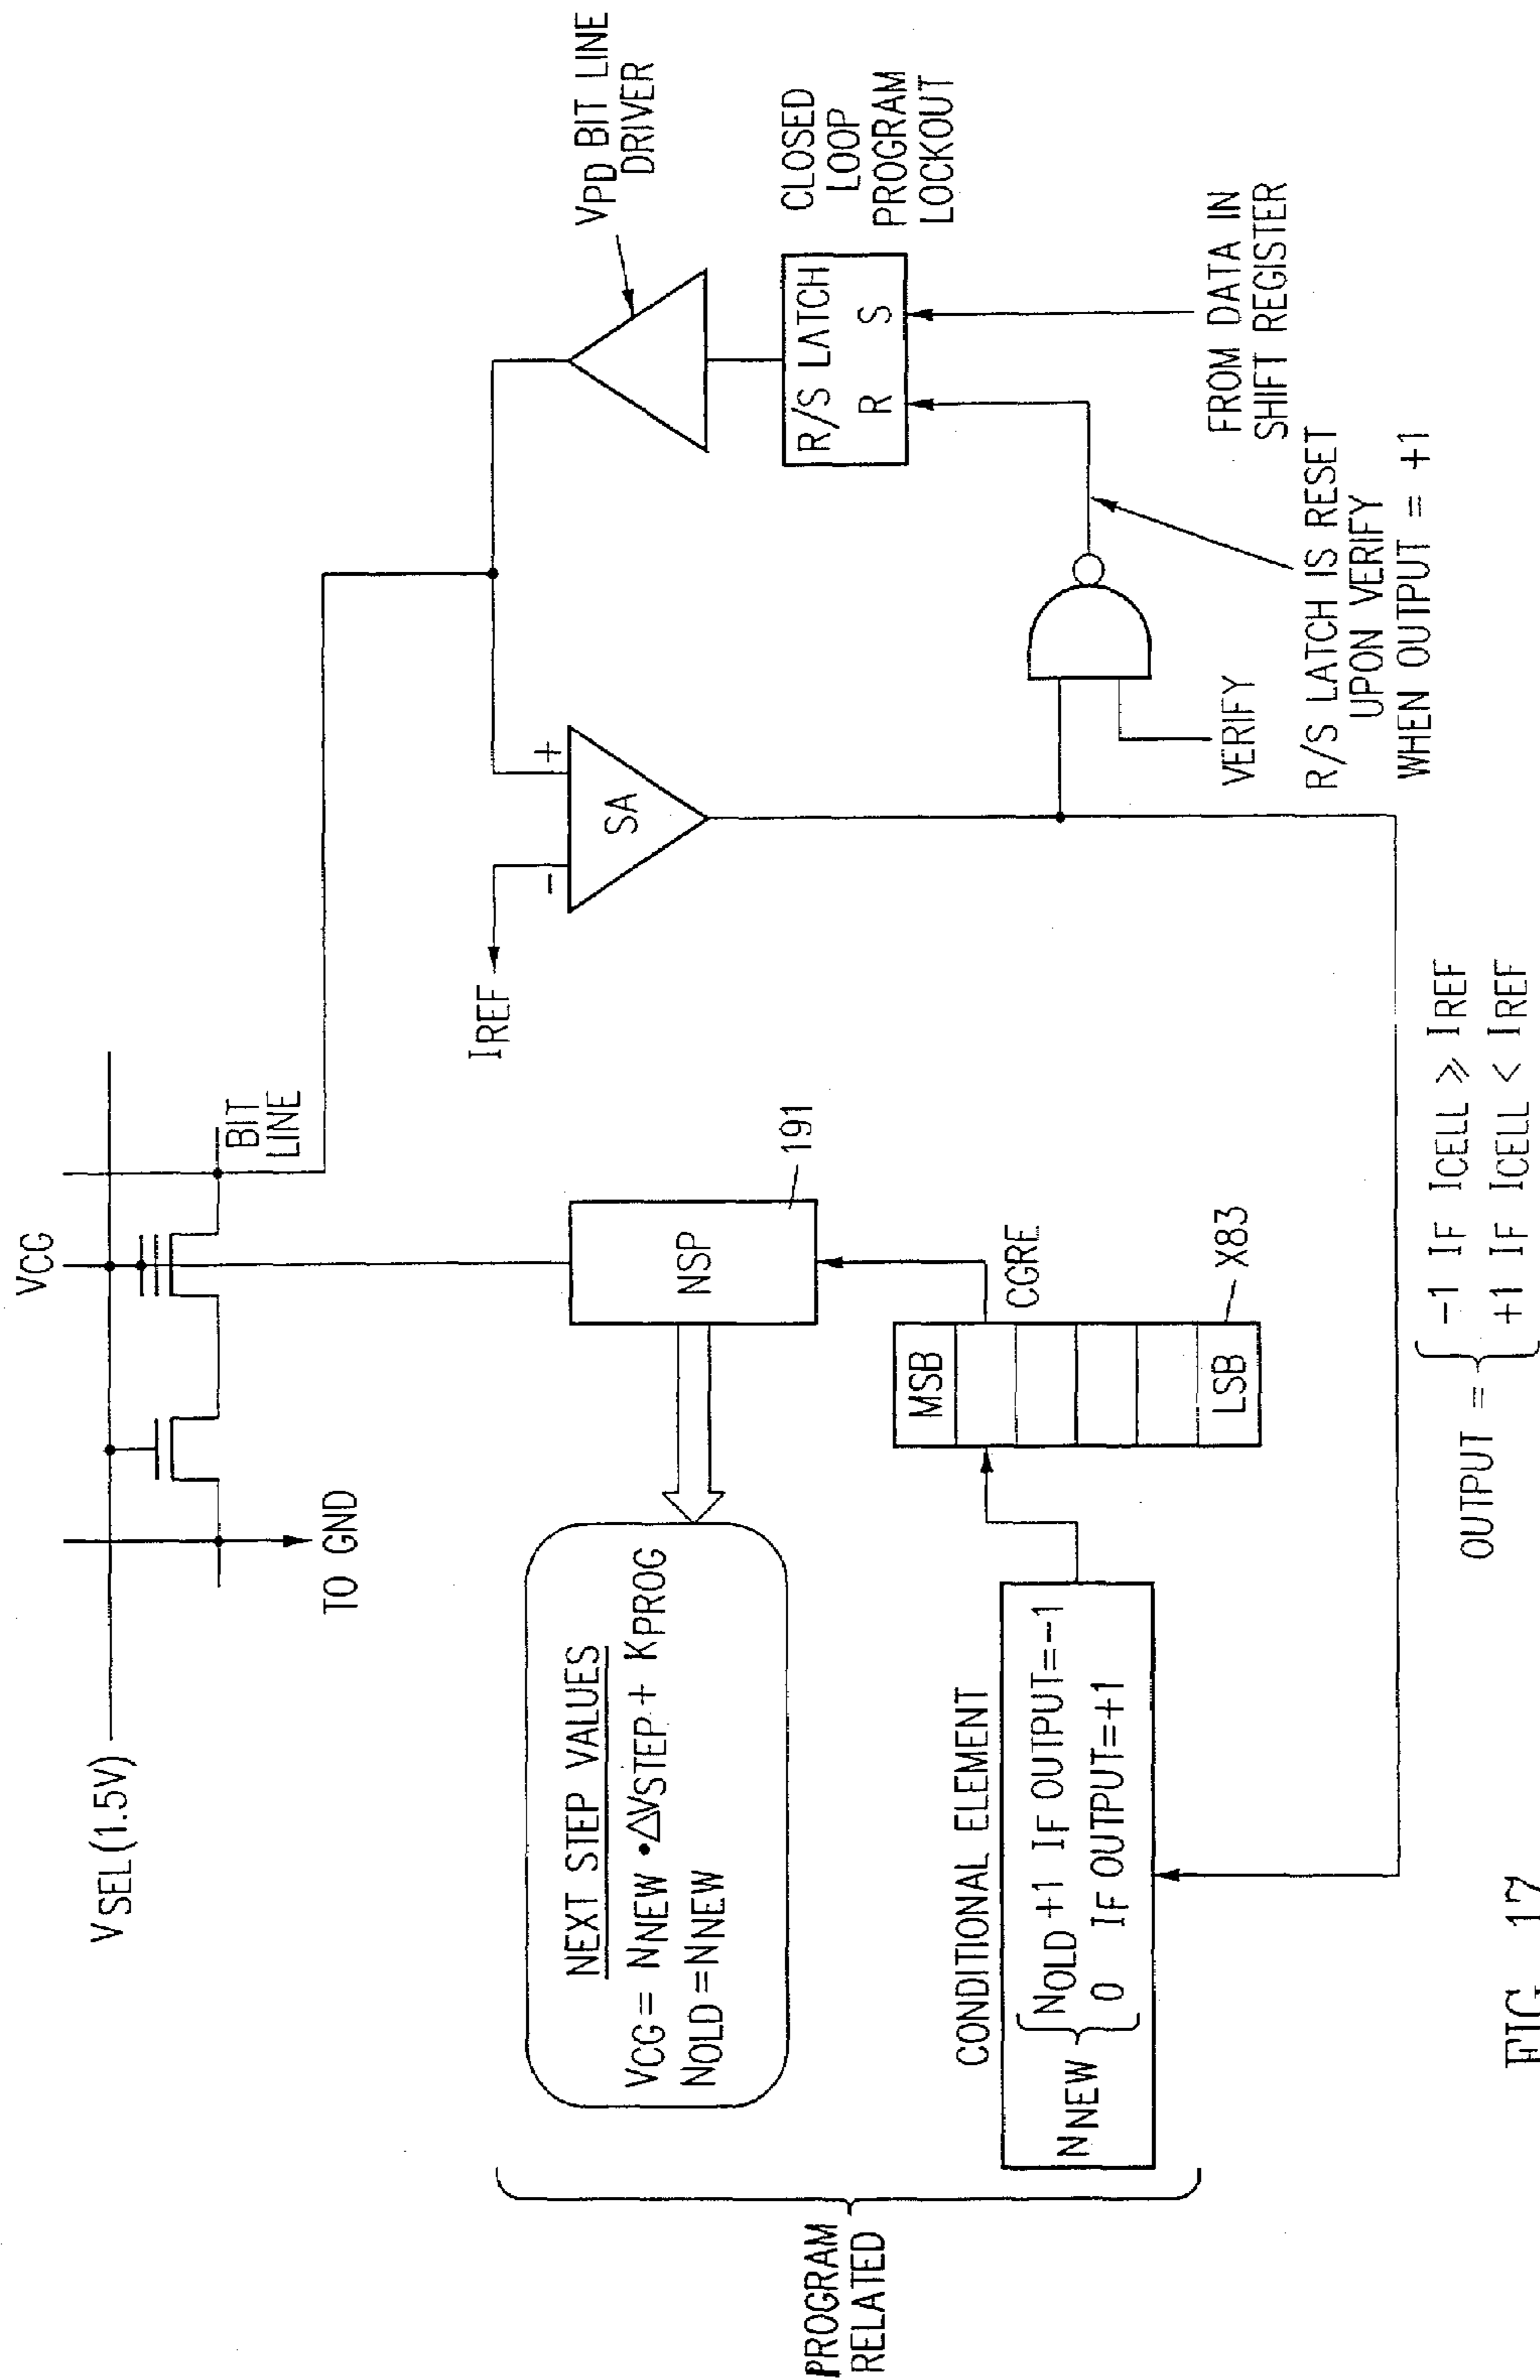 VSEL(1.5V)
VCG
BIT
LINE
TO GND
NEXT STEP VALUES
VCG = NNEW •ΔVSTEP + KPROG
NOLD = NNEW
NSP
191
IREF
-
+
SA
VPD BIT LINE
DRIVER
R/S LATCH
R S
CLOSED
LOOP
PROGRAM
LOCKOUT
PROGRAM
RELATED
CONDITIONAL ELEMENT
NNEW { NOLD +1 IF OUTPUT=-1
0 IF OUTPUT=+1
MSB
LSB
CGRE
X83
VERIFY
FROM DATA IN
SHIFT REGISTER
R/S LATCH IS RESET
UPON VERIFY
WHEN OUTPUT = +1
OUTPUT = { -1 IF ICELL ⩾ IREF
+1 IF ICELL < IREF
FIG. 17